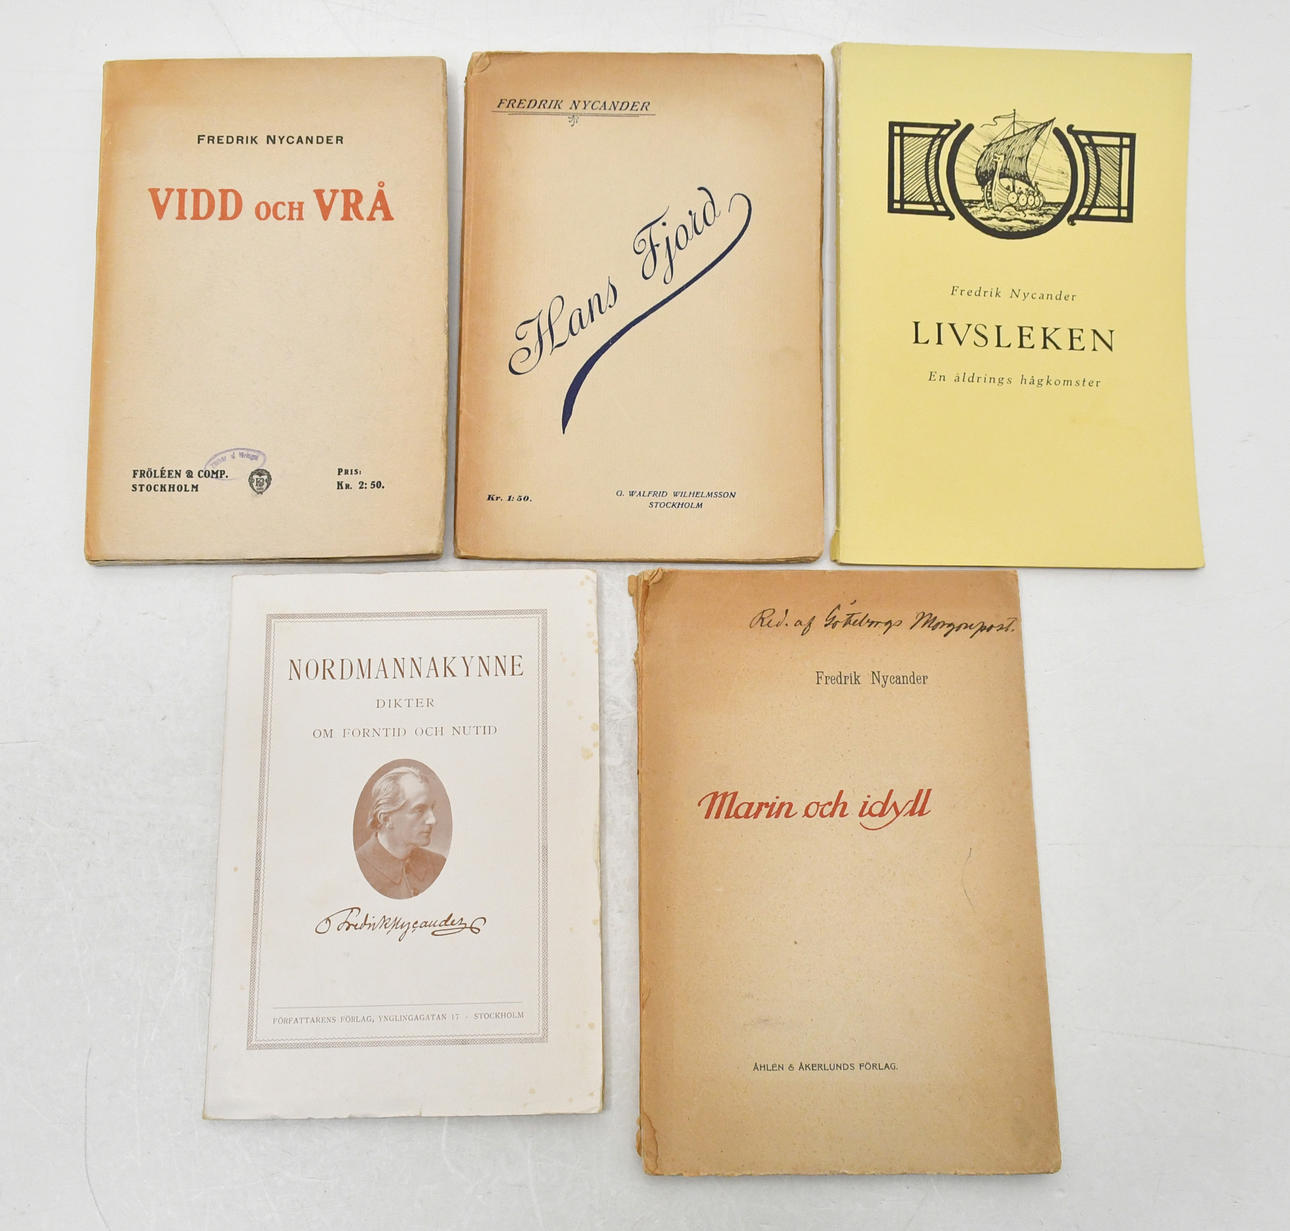 FREDRIK NYCANDER
VIDD OCH VRÅ
FRÖLÉEN & COMP.
STOCKHOLM
PRIS:
KR. 2:50.
FREDRIK NYCANDER
Hans Fjord
Kr. 1:50.
G. WALFRID WILHELMSSON
STOCKHOLM
Fredrik Nycander
LIVSLEKEN
En åldrings hågkomster
NORDMANNAKYNNE
DIKTER
OM FORNTID OCH NUTID
Fredrik Nycander
FÖRFATTARENS FÖRLAG, YNGLINGAGATAN 17 - STOCKHOLM
Red. af Göteborgs Morgonpost.
Fredrik Nycander
Marin och idyll
ÅHLÉN & ÅKERLUNDS FÖRLAG.